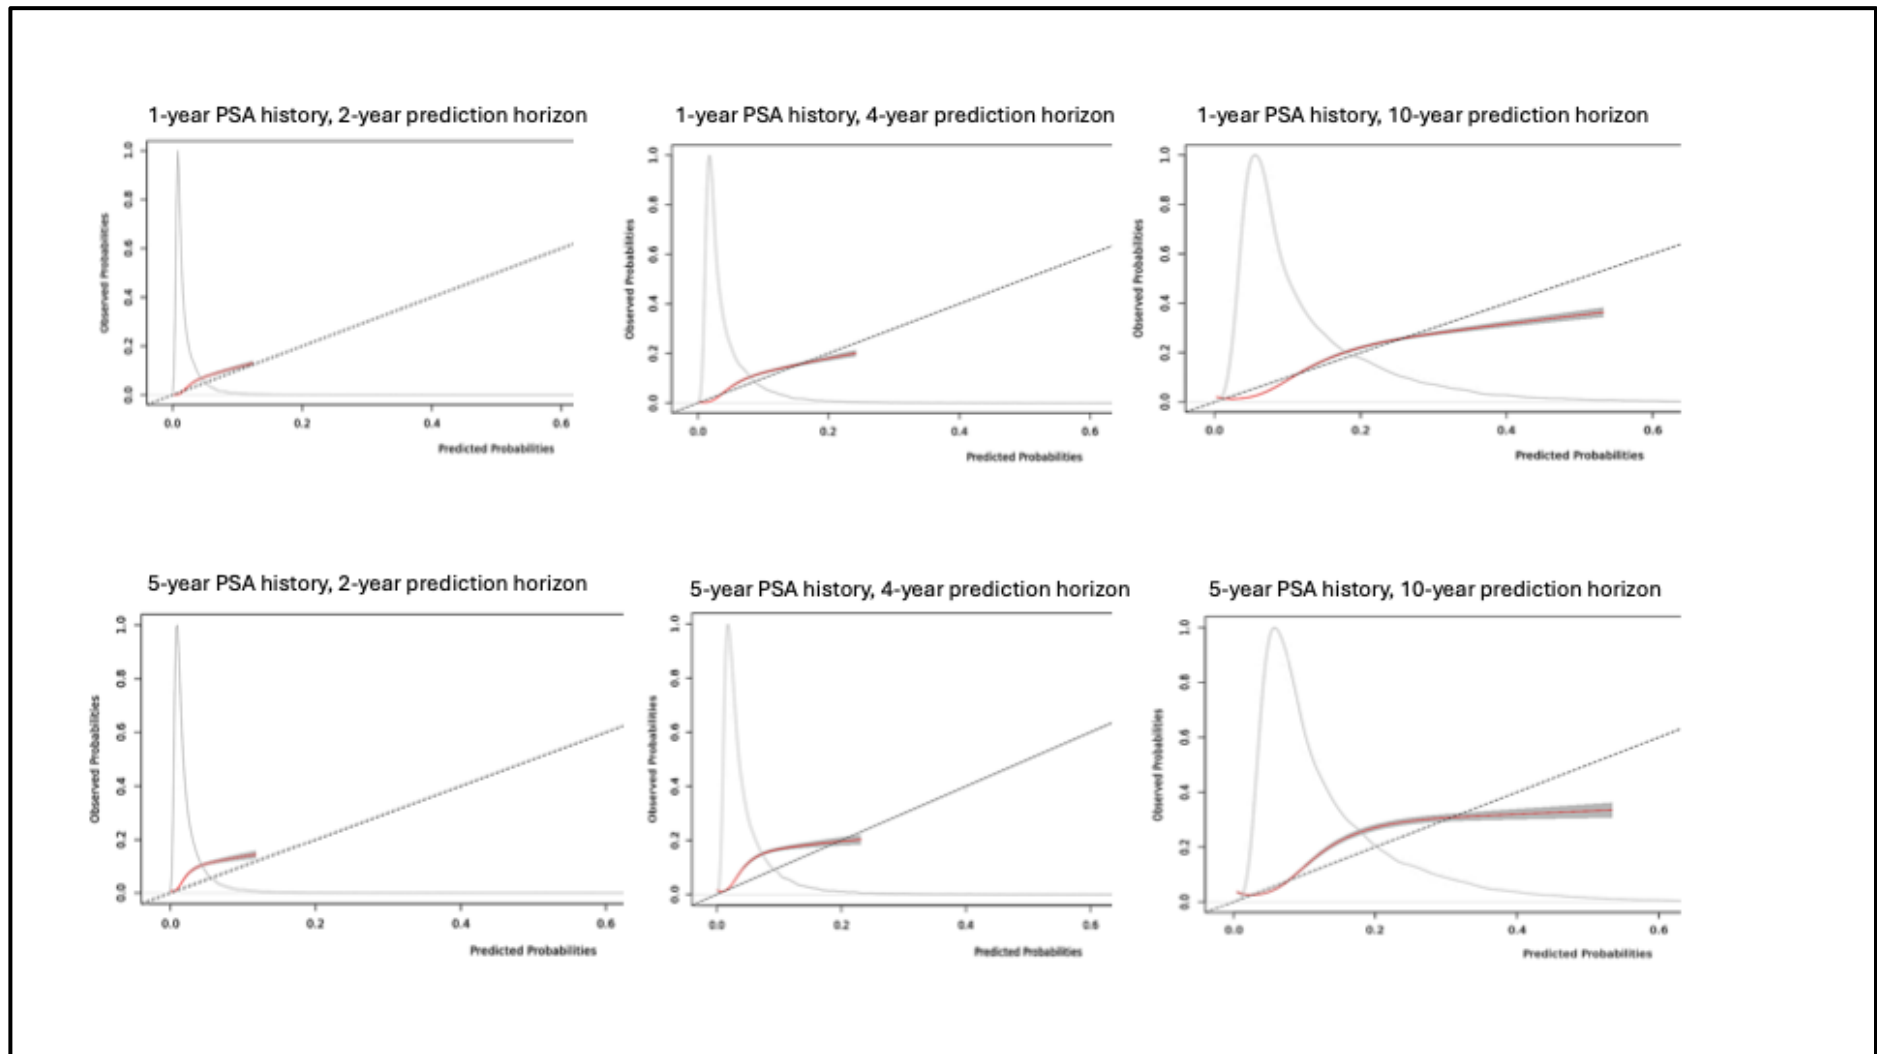 1-year PSA history, 2-year prediction horizon
1.0
0.8
0.6
0.4
0.2
0.0
Observed Probabilities
0.0 0.2 0.4 0.6
Predicted Probabilities
1-year PSA history, 4-year prediction horizon
1.0
0.8
0.6
0.4
0.2
0.0
Observed Probabilities
0.0 0.2 0.4 0.6
Predicted Probabilities
1-year PSA history, 10-year prediction horizon
1.0
0.8
0.6
0.4
0.2
0.0
Observed Probabilities
0.0 0.2 0.4 0.6
Predicted Probabilities
5-year PSA history, 2-year prediction horizon
1.0
0.8
0.6
0.4
0.2
0.0
Observed Probabilities
0.0 0.2 0.4 0.6
Predicted Probabilities
5-year PSA history, 4-year prediction horizon
1.0
0.8
0.6
0.4
0.2
0.0
Observed Probabilities
0.0 0.2 0.4 0.6
Predicted Probabilities
5-year PSA history, 10-year prediction horizon
1.0
0.8
0.6
0.4
0.2
0.0
Observed Probabilities
0.0 0.2 0.4 0.6
Predicted Probabilities